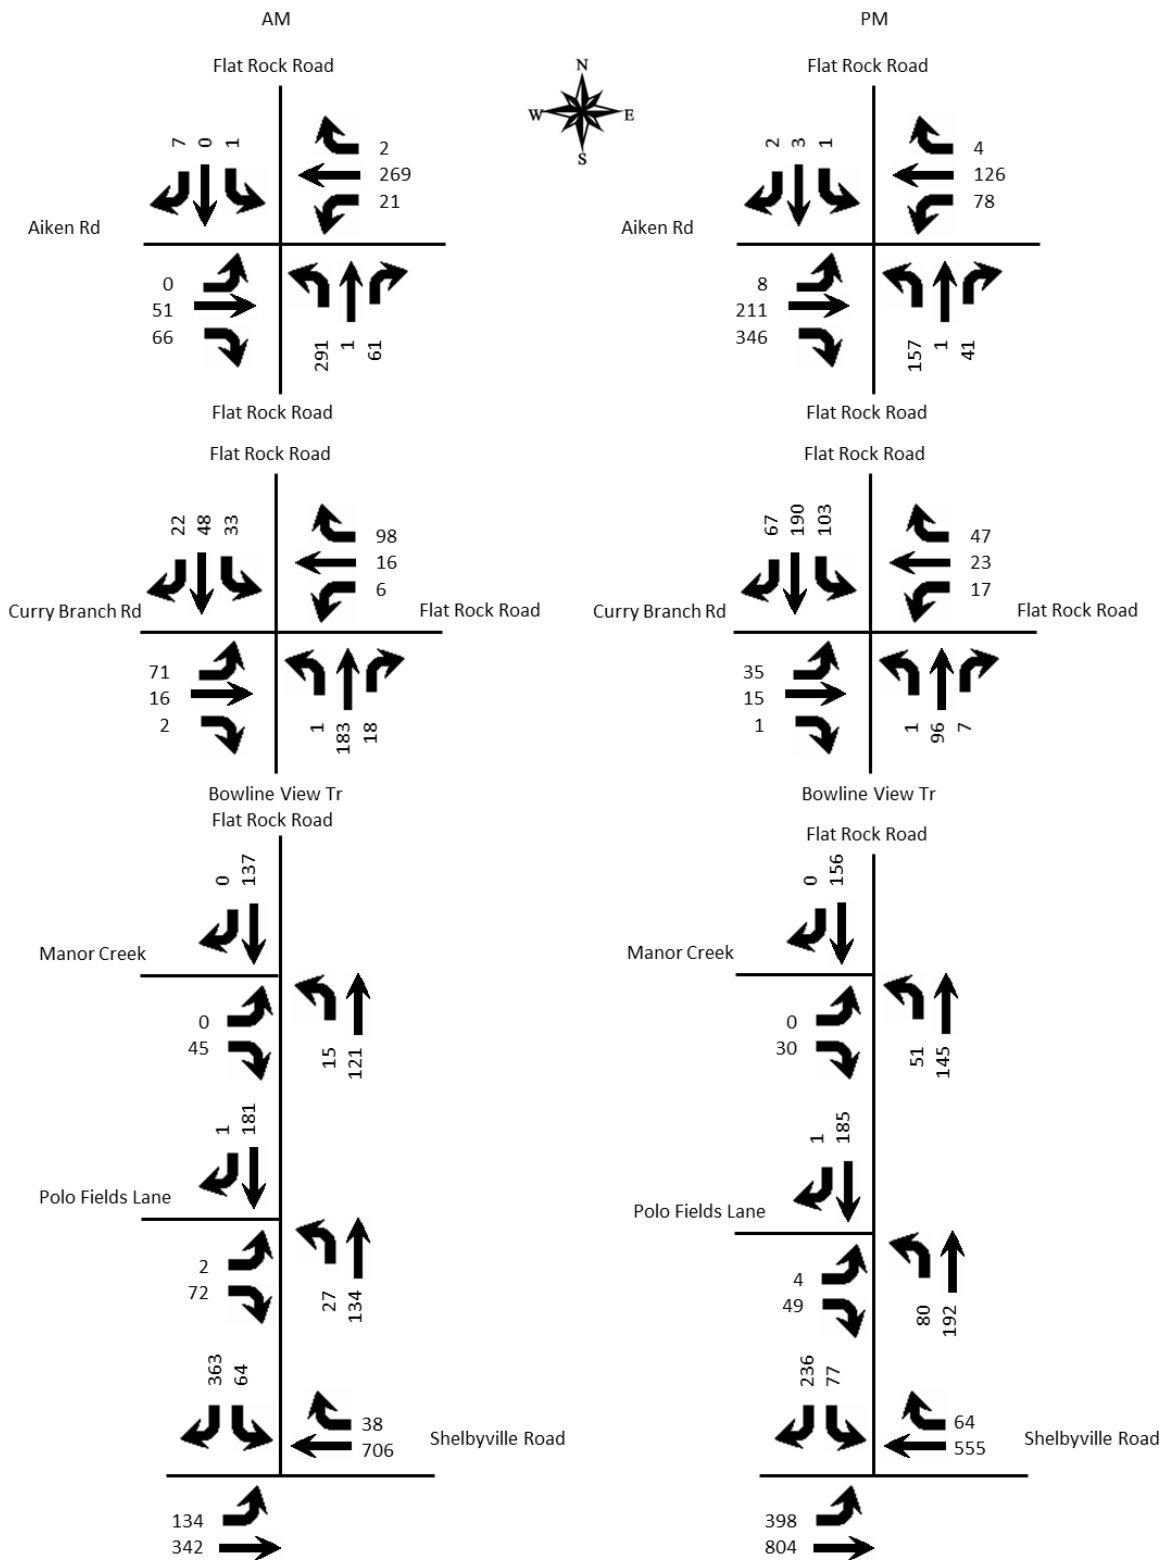 AM
PM
Flat Rock Road
N
W E
S
Flat Rock Road
7 0 1
2
269
21
2 3 1
4
126
78
Aiken Rd
Aiken Rd
0
51
66
291 1 61
8
211
346
157 1 41
Flat Rock Road
Flat Rock Road
Flat Rock Road
Flat Rock Road
22 48 33
98
16
6
67 190 103
47
23
17
Curry Branch Rd
Flat Rock Road
Curry Branch Rd
Flat Rock Road
71
16
2
1 183 18
35
15
1
1 96 7
Bowline View Tr
Bowline View Tr
Flat Rock Road
Flat Rock Road
0 137
0 156
Manor Creek
Manor Creek
0
45
15 121
0
30
51 145
1 181
1 185
Polo Fields Lane
Polo Fields Lane
2
72
27 134
4
49
80 192
363 64
38
706
Shelbyville Road
236 77
64
555
Shelbyville Road
134
342
398
804